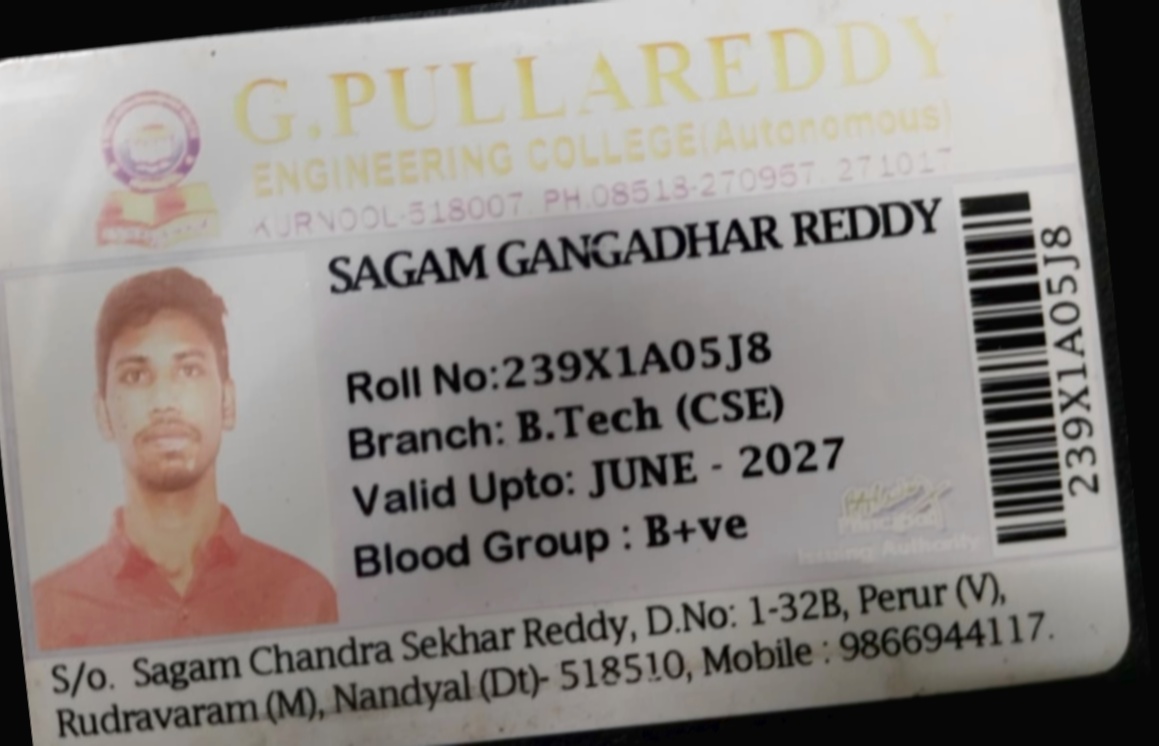 G.PULLAREDDY
ENGINEERING COLLEGE(Autonomous)
KURNOOL-518007. PH.08518-270957, 271017
SAGAM GANGADHAR REDDY
Roll No:239X1A05J8
Branch: B.Tech (CSE)
Valid Upto: JUNE - 2027
Blood Group : B+ve
Principal
Issuing Authority
239X1A05J8
S/o. Sagam Chandra Sekhar Reddy, D.No: 1-32B, Perur (V),
Rudravaram (M), Nandyal (Dt)- 518510, Mobile : 9866944117.